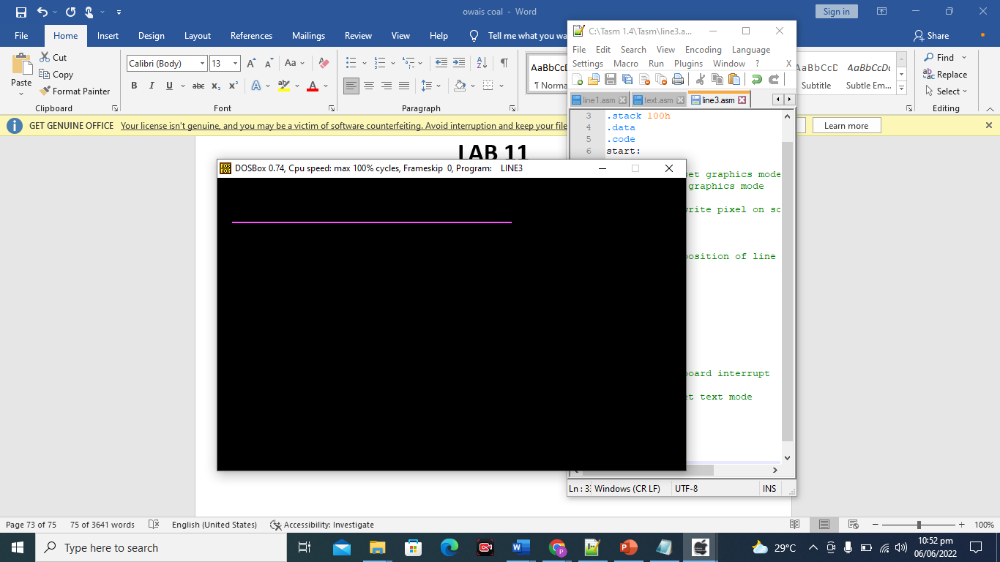 owais coal - Word
Sign in
File Home Insert Design Layout References Mailings Review View Help Tell me what you wa
Share
Paste
Cut
Copy
Format Painter
Clipboard
Calibri (Body) 13
B I U abc x₂ x²
Font
Paragraph
AaBbCcDc
¶ Norma
AaBbCcD
Subtitle
AaBbCcDc
Subtle Em...
Find
Replace
Select
Editing
GET GENUINE OFFICE Your license isn't genuine, and you may be a victim of software counterfeiting. Avoid interruption and keep your file
Learn more
LAB 11
C:\Tasm 1.4\Tasm\line3.a...
File Edit Search View Encoding Language
Settings Macro Run Plugins Window ? X
line1.asm text.asm line3.asm
3 .stack 100h
4 .data
5 .code
6 start:
set graphics mode
graphics mode
write pixel on sc
position of line
board interrupt
et text mode
Ln : 33 Windows (CR LF) UTF-8 INS
DOSBox 0.74, Cpu speed: max 100% cycles, Frameskip 0, Program: LINE3
Page 73 of 75 75 of 3641 words English (United States) Accessibility: Investigate
100%
Type here to search
29°C
10:52 pm
06/06/2022